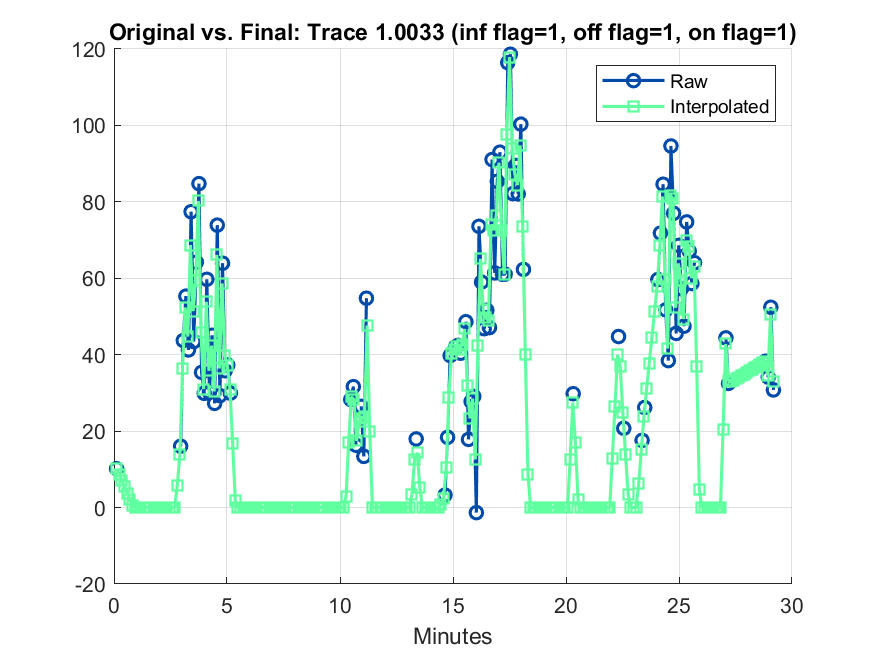 Original vs. Final: Trace 1.0033 (inf flag=1, off flag=1, on flag=1)
120
100
80
60
40
20
0
-20
0 5 10 15 20 25 30
Minutes
Raw
Interpolated